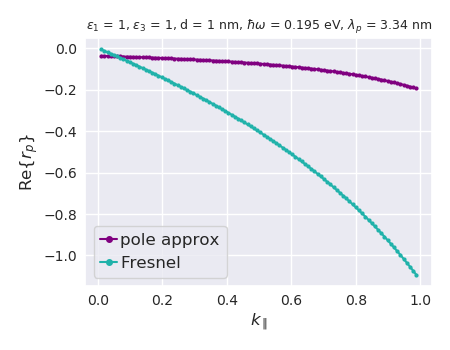 ε₁ = 1, ε₃ = 1, d = 1 nm, ℏω = 0.195 eV, λₚ = 3.34 nm
Re{rₚ}
0.0
−0.2
−0.4
−0.6
−0.8
−1.0
pole approx
Fresnel
0.0 0.2 0.4 0.6 0.8 1.0
k∥